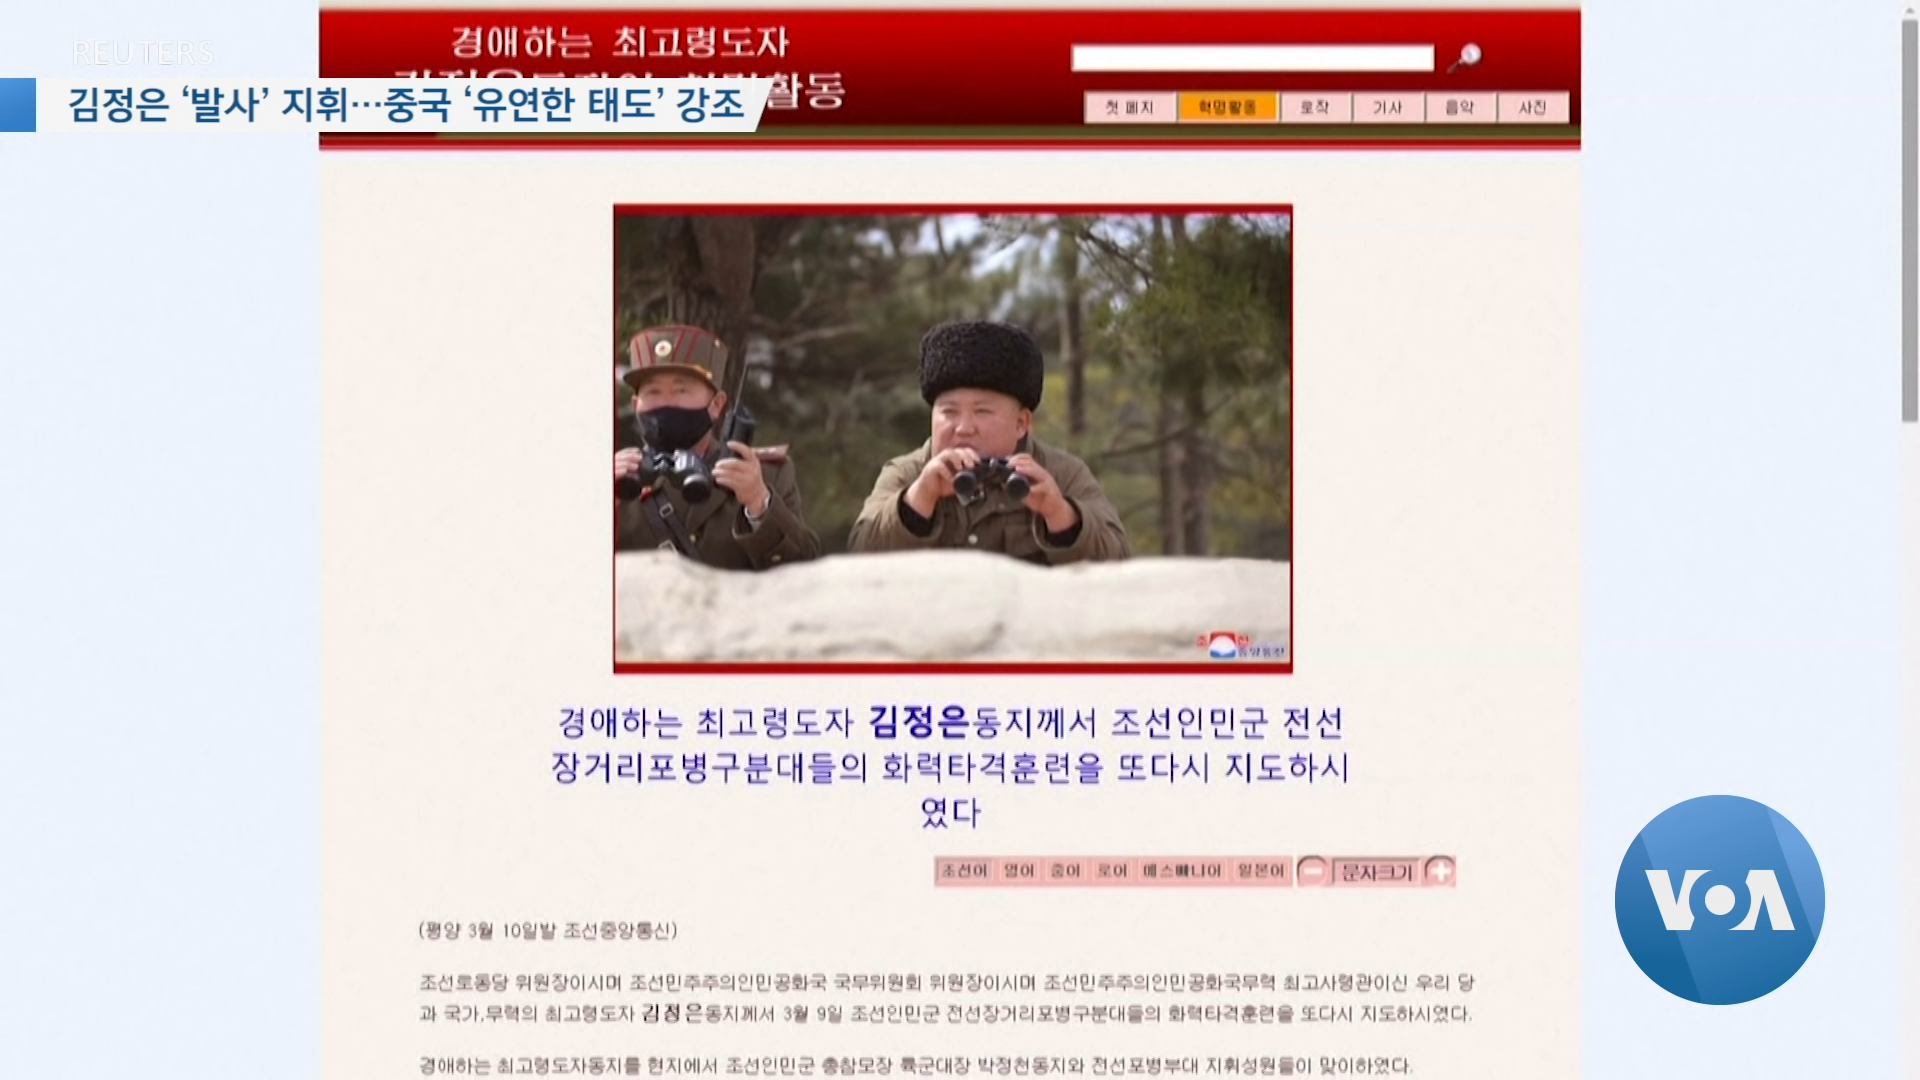 REUTERS
경애하는 최고령도자
활동
김정은 ‘발사’ 지휘…중국 ‘유연한 태도’ 강조
첫 페지 혁명활동 로작 기사 음악 사진
조선
중앙통신
경애하는 최고령도자 김정은동지께서 조선인민군 전선
장거리포병구분대들의 화력타격훈련을 또다시 지도하시
였다
조선어 영어 중어 로어 에스빠냐어 일본어 문자크기
VOA
(평양 3월 10일발 조선중앙통신)
조선로동당 위원장이시며 조선민주주의인민공화국 국무위원회 위원장이시며 조선민주주의인민공화국무력 최고사령관이신 우리 당
과 국가,무력의 최고령도자 김정은동지께서 3월 9일 조선인민군 전선장거리포병구분대들의 화력타격훈련을 또다시 지도하시였다.
경애하는 최고령도자동지를 현지에서 조선인민군 총참모장 륙군대장 박정천동지와 전선포병부대 지휘성원들이 맞이하였다.